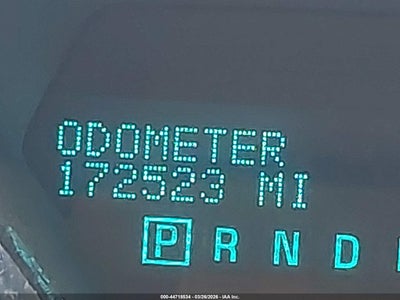 ODOMETER
172523 MI
P R N D
000-44718534 - 03/26/2026 - IAA Inc.